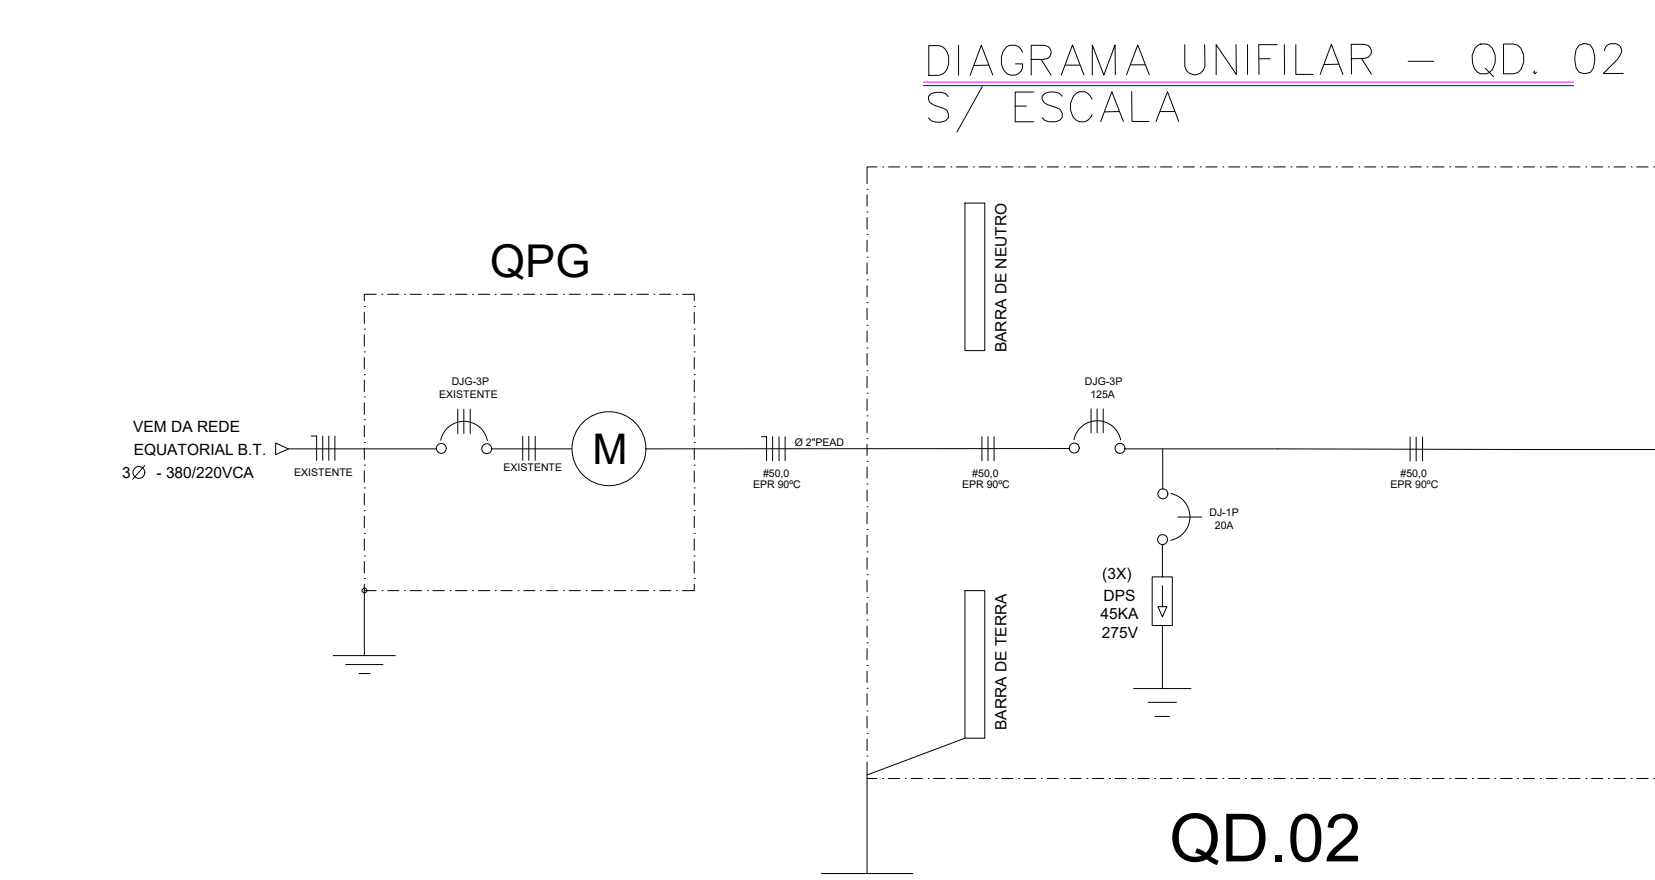 DIAGRAMA UNIFILAR - QD. 02
S/ ESCALA
QPG
DJG-3P
EXISTENTE
VEM DA REDE
EQUATORIAL B.T.
3Ø - 380/220VCA
EXISTENTE
EXISTENTE
M
Ø 2"PEAD
#50,0
EPR 90ºC
BARRA DE NEUTRO
#50,0
EPR 90ºC
DJG-3P
125A
#50,0
EPR 90ºC
DJ-1P
20A
(3X)
DPS
45KA
275V
BARRA DE TERRA
QD.02